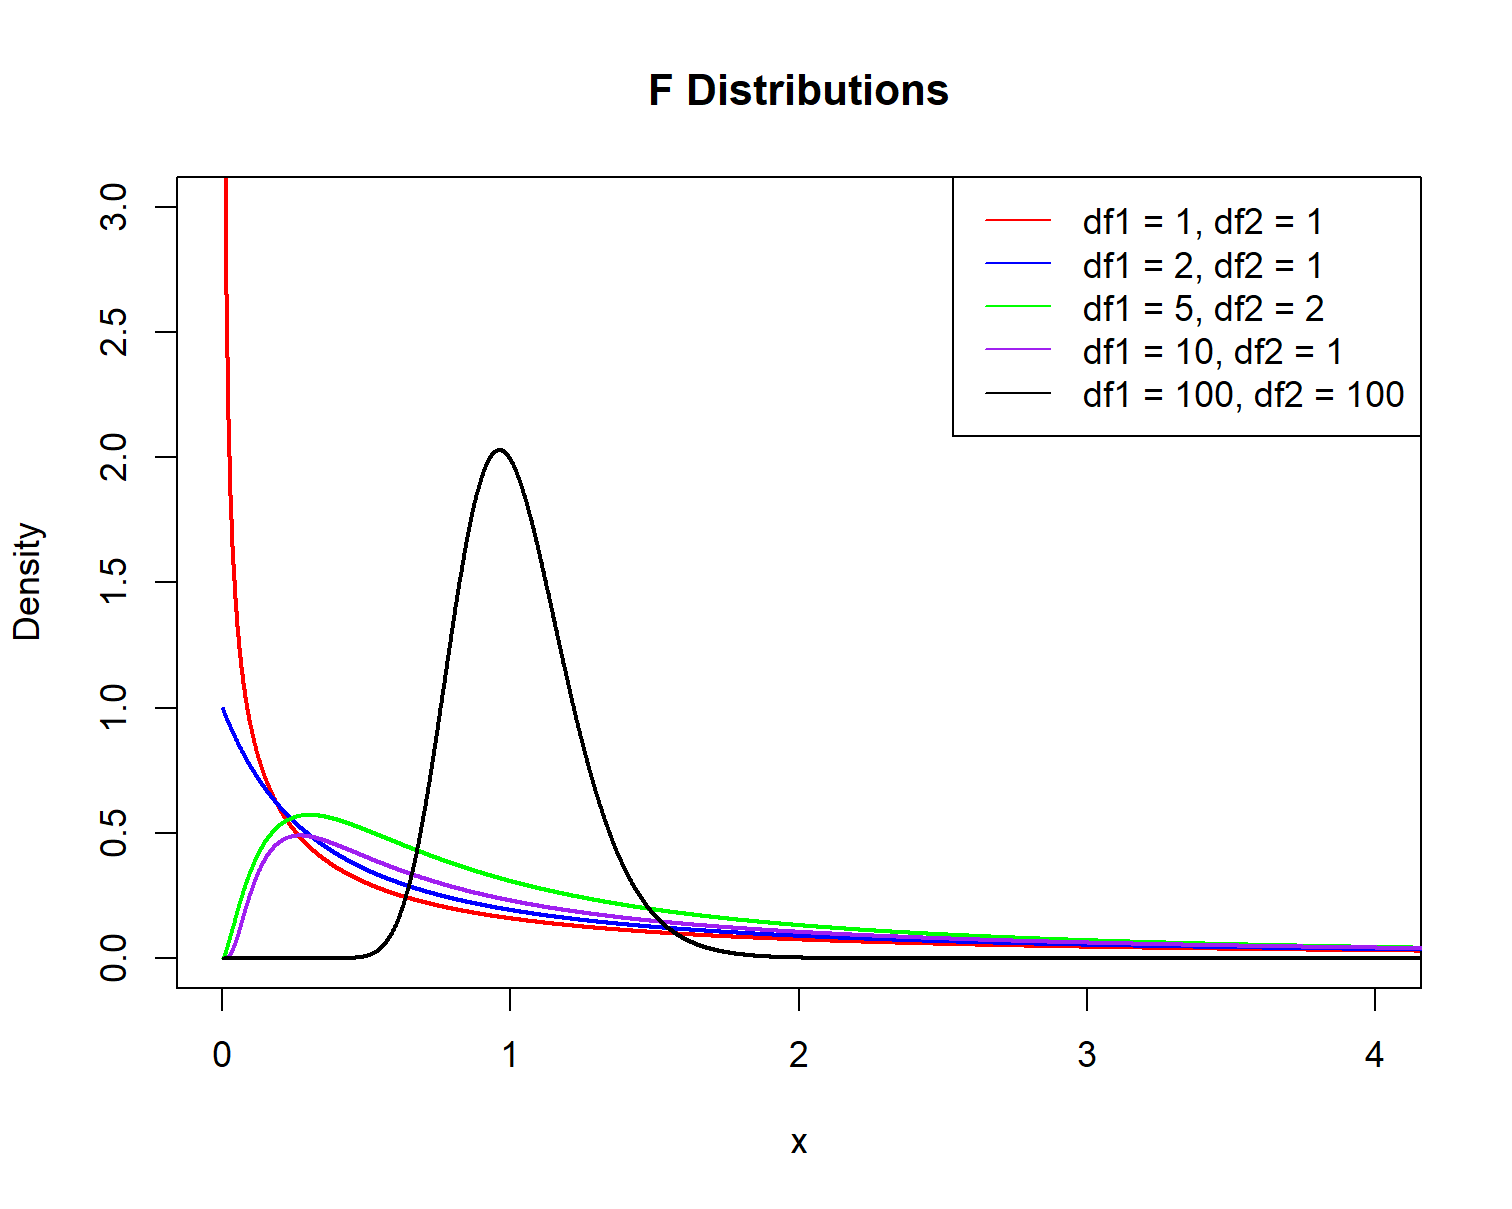 F Distributions
df1 = 1, df2 = 1
df1 = 2, df2 = 1
df1 = 5, df2 = 2
df1 = 10, df2 = 1
df1 = 100, df2 = 100
Density
3.0
2.5
2.0
1.5
1.0
0.5
0.0
0 1 2 3 4
x